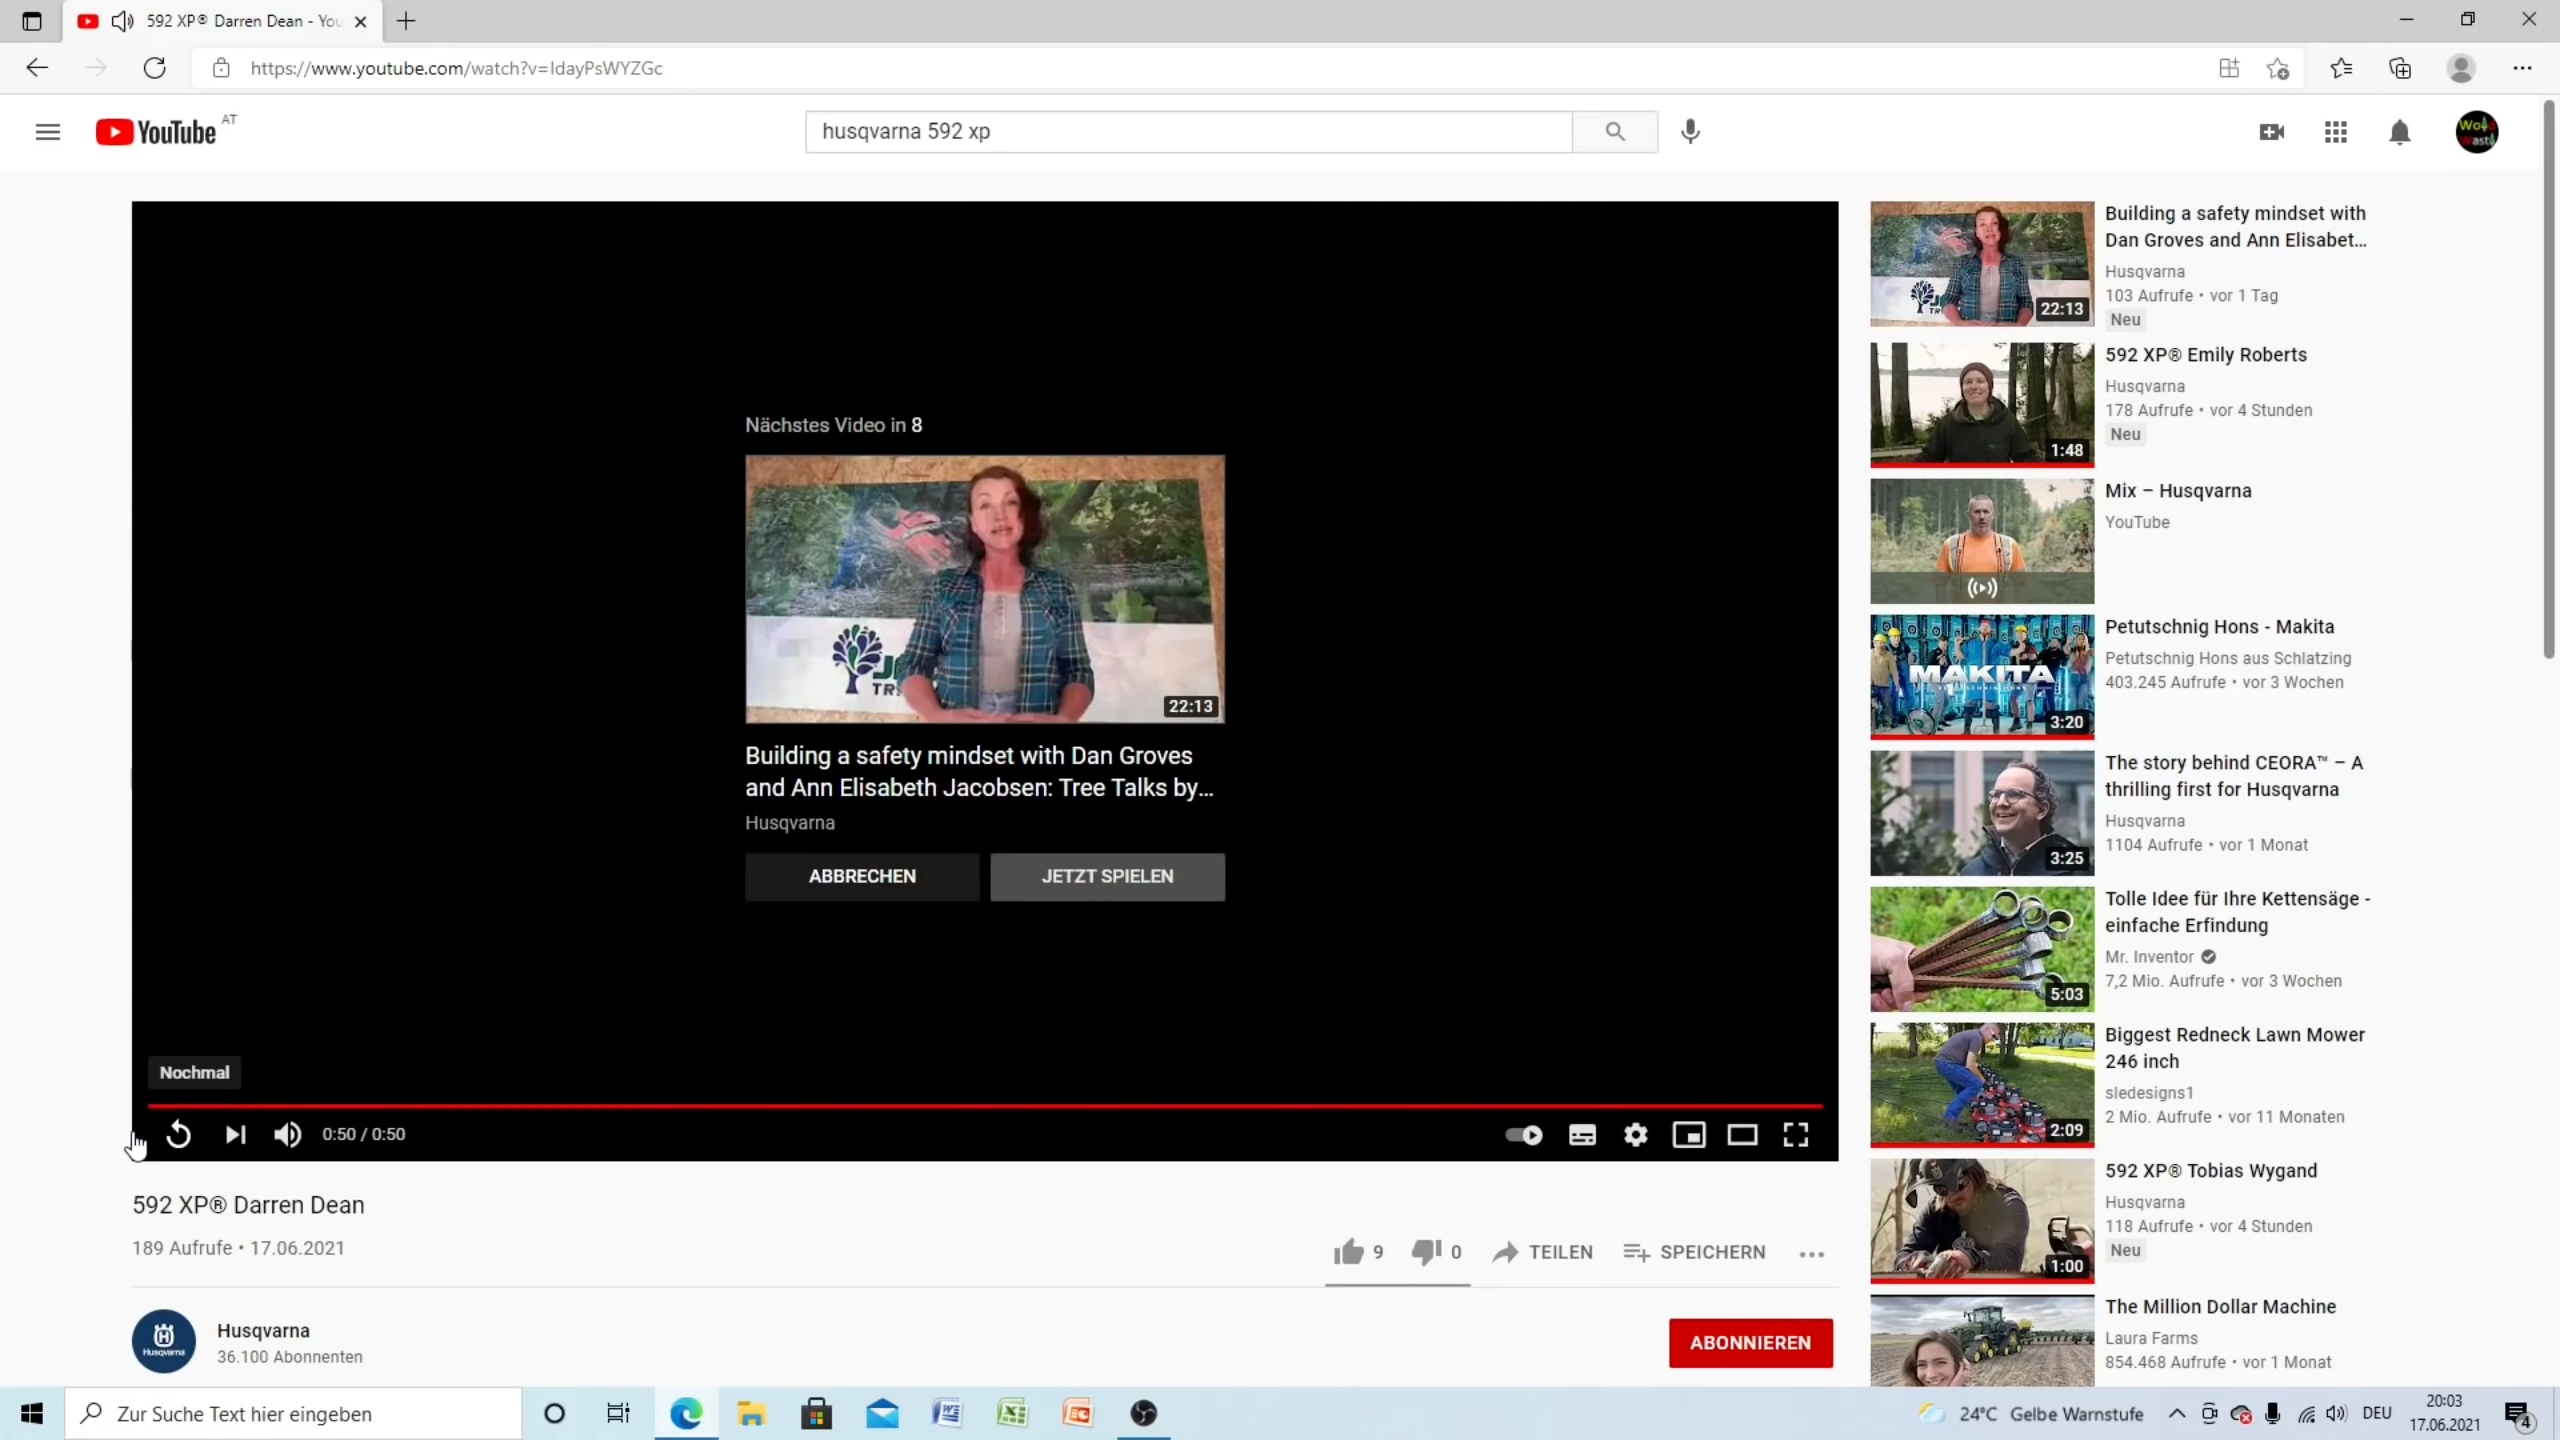 592 XP® Darren Dean - You
https://www.youtube.com/watch?v=IdayPsWYZGc
YouTube AT
husqvarna 592 xp
Nächstes Video in 8
22:13
Building a safety mindset with Dan Groves
and Ann Elisabeth Jacobsen: Tree Talks by...
Husqvarna
ABBRECHEN
JETZT SPIELEN
Nochmal
0:50 / 0:50
592 XP® Darren Dean
189 Aufrufe • 17.06.2021
9
0
TEILEN
SPEICHERN
Husqvarna
Husqvarna
36.100 Abonnenten
ABONNIEREN
22:13
Building a safety mindset with
Dan Groves and Ann Elisabet...
Husqvarna
103 Aufrufe • vor 1 Tag
Neu
1:48
592 XP® Emily Roberts
Husqvarna
178 Aufrufe • vor 4 Stunden
Neu
Mix – Husqvarna
YouTube
MAKITA
3:20
Petutschnig Hons - Makita
Petutschnig Hons aus Schlatzing
403.245 Aufrufe • vor 3 Wochen
3:25
The story behind CEORA™ – A
thrilling first for Husqvarna
Husqvarna
1104 Aufrufe • vor 1 Monat
5:03
Tolle Idee für Ihre Kettensäge -
einfache Erfindung
Mr. Inventor
7,2 Mio. Aufrufe • vor 3 Wochen
2:09
Biggest Redneck Lawn Mower
246 inch
sledesigns1
2 Mio. Aufrufe • vor 11 Monaten
1:00
592 XP® Tobias Wygand
Husqvarna
118 Aufrufe • vor 4 Stunden
Neu
The Million Dollar Machine
Laura Farms
854.468 Aufrufe • vor 1 Monat
Zur Suche Text hier eingeben
24°C Gelbe Warnstufe
DEU
20:03
17.06.2021
4